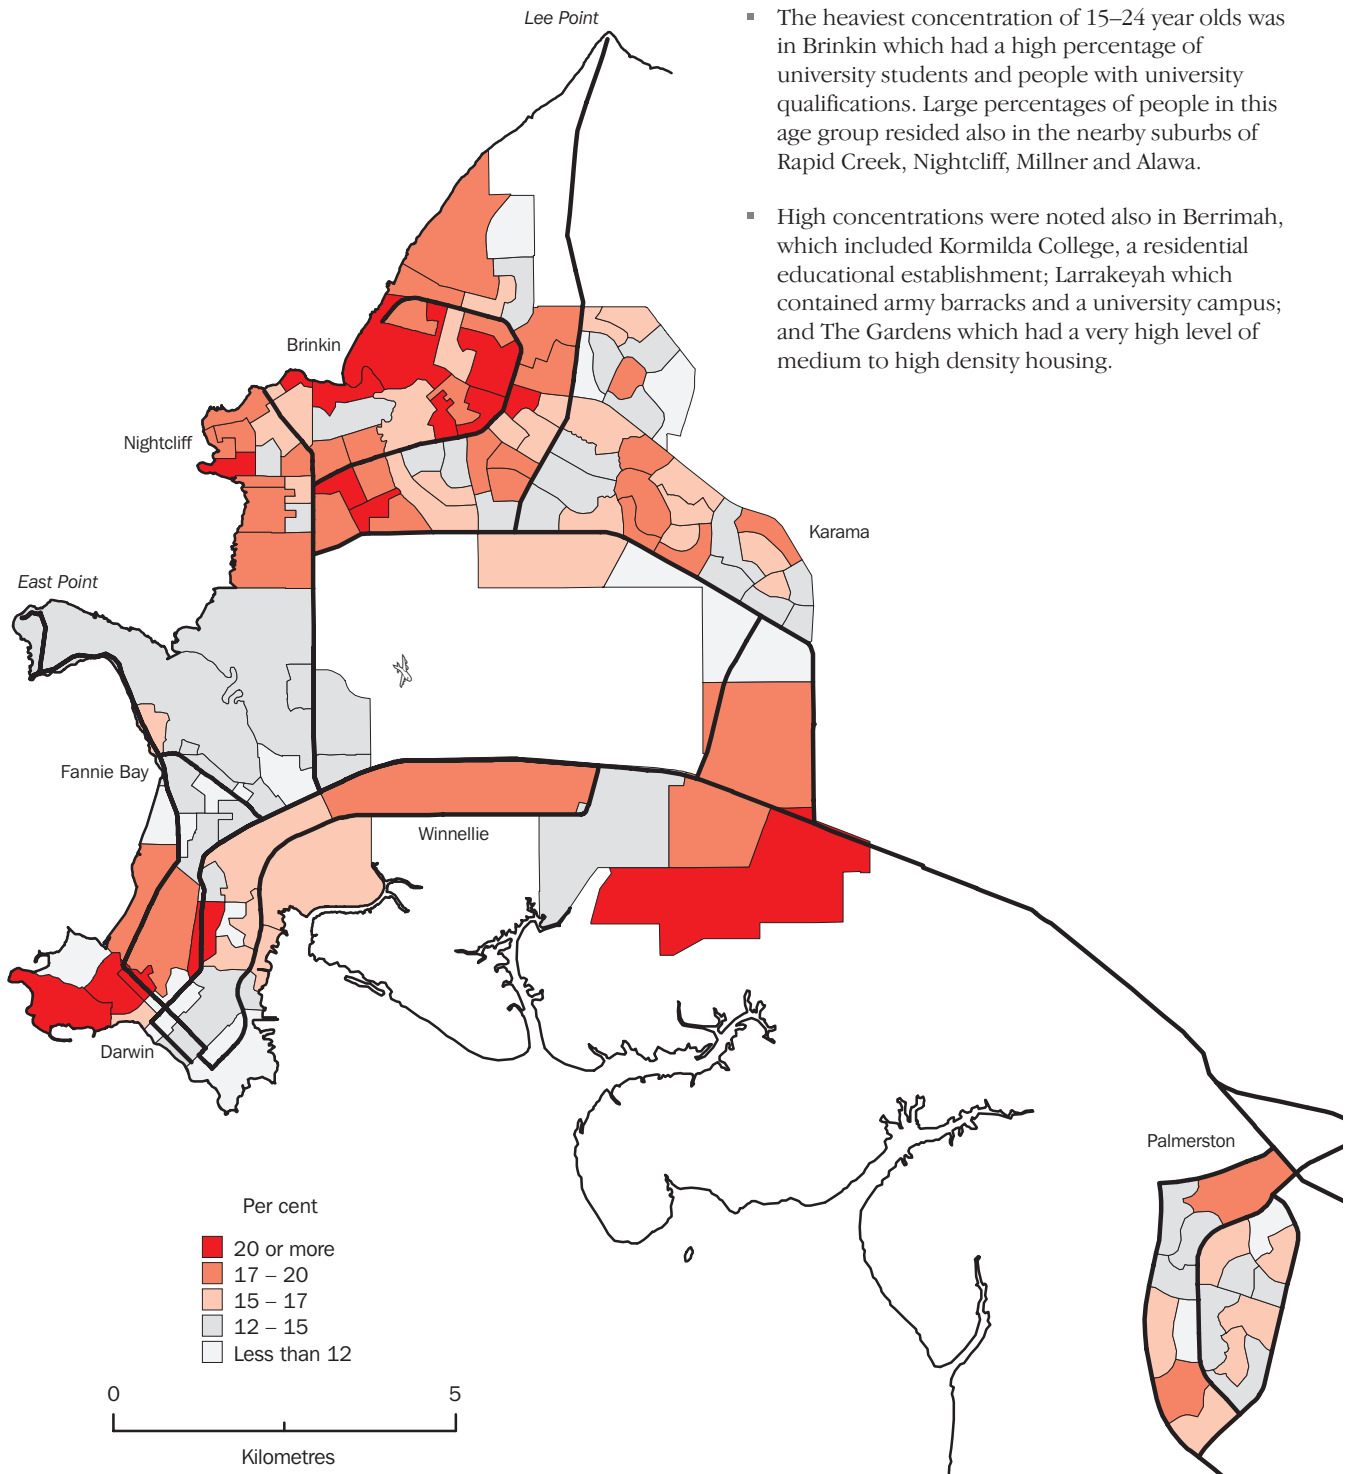 Lee Point
▪ The heaviest concentration of 15–24 year olds was
in Brinkin which had a high percentage of
university students and people with university
qualifications. Large percentages of people in this
age group resided also in the nearby suburbs of
Rapid Creek, Nightcliff, Millner and Alawa.
▪ High concentrations were noted also in Berrimah,
which included Kormilda College, a residential
educational establishment; Larrakeyah which
contained army barracks and a university campus;
and The Gardens which had a very high level of
medium to high density housing.
Brinkin
Nightcliff
Karama
East Point
Fannie Bay
Winnellie
Darwin
Palmerston
Per cent
20 or more
17 – 20
15 – 17
12 – 15
Less than 12
0 5
Kilometres